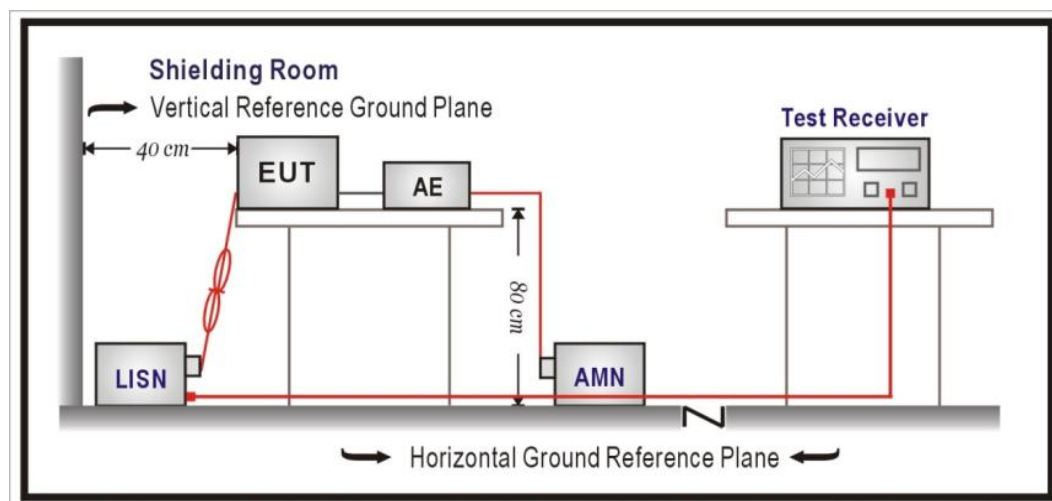 Shielding Room
Vertical Reference Ground Plane
Test Receiver
40 cm
EUT
AE
80 cm
LISN
AMN
Horizontal Ground Reference Plane